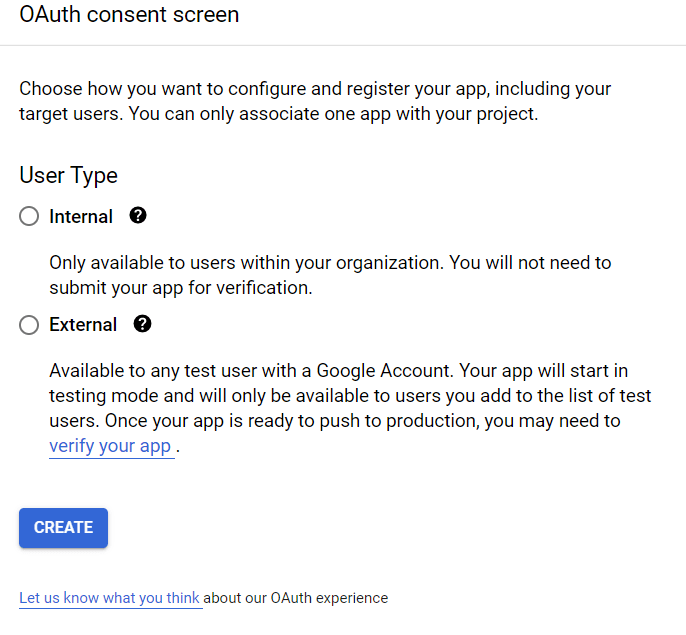 OAuth consent screen
Choose how you want to configure and register your app, including your
target users. You can only associate one app with your project.
User Type
Internal ?
Only available to users within your organization. You will not need to
submit your app for verification.
External ?
Available to any test user with a Google Account. Your app will start in
testing mode and will only be available to users you add to the list of test
users. Once your app is ready to push to production, you may need to
verify your app .
CREATE
Let us know what you think about our OAuth experience